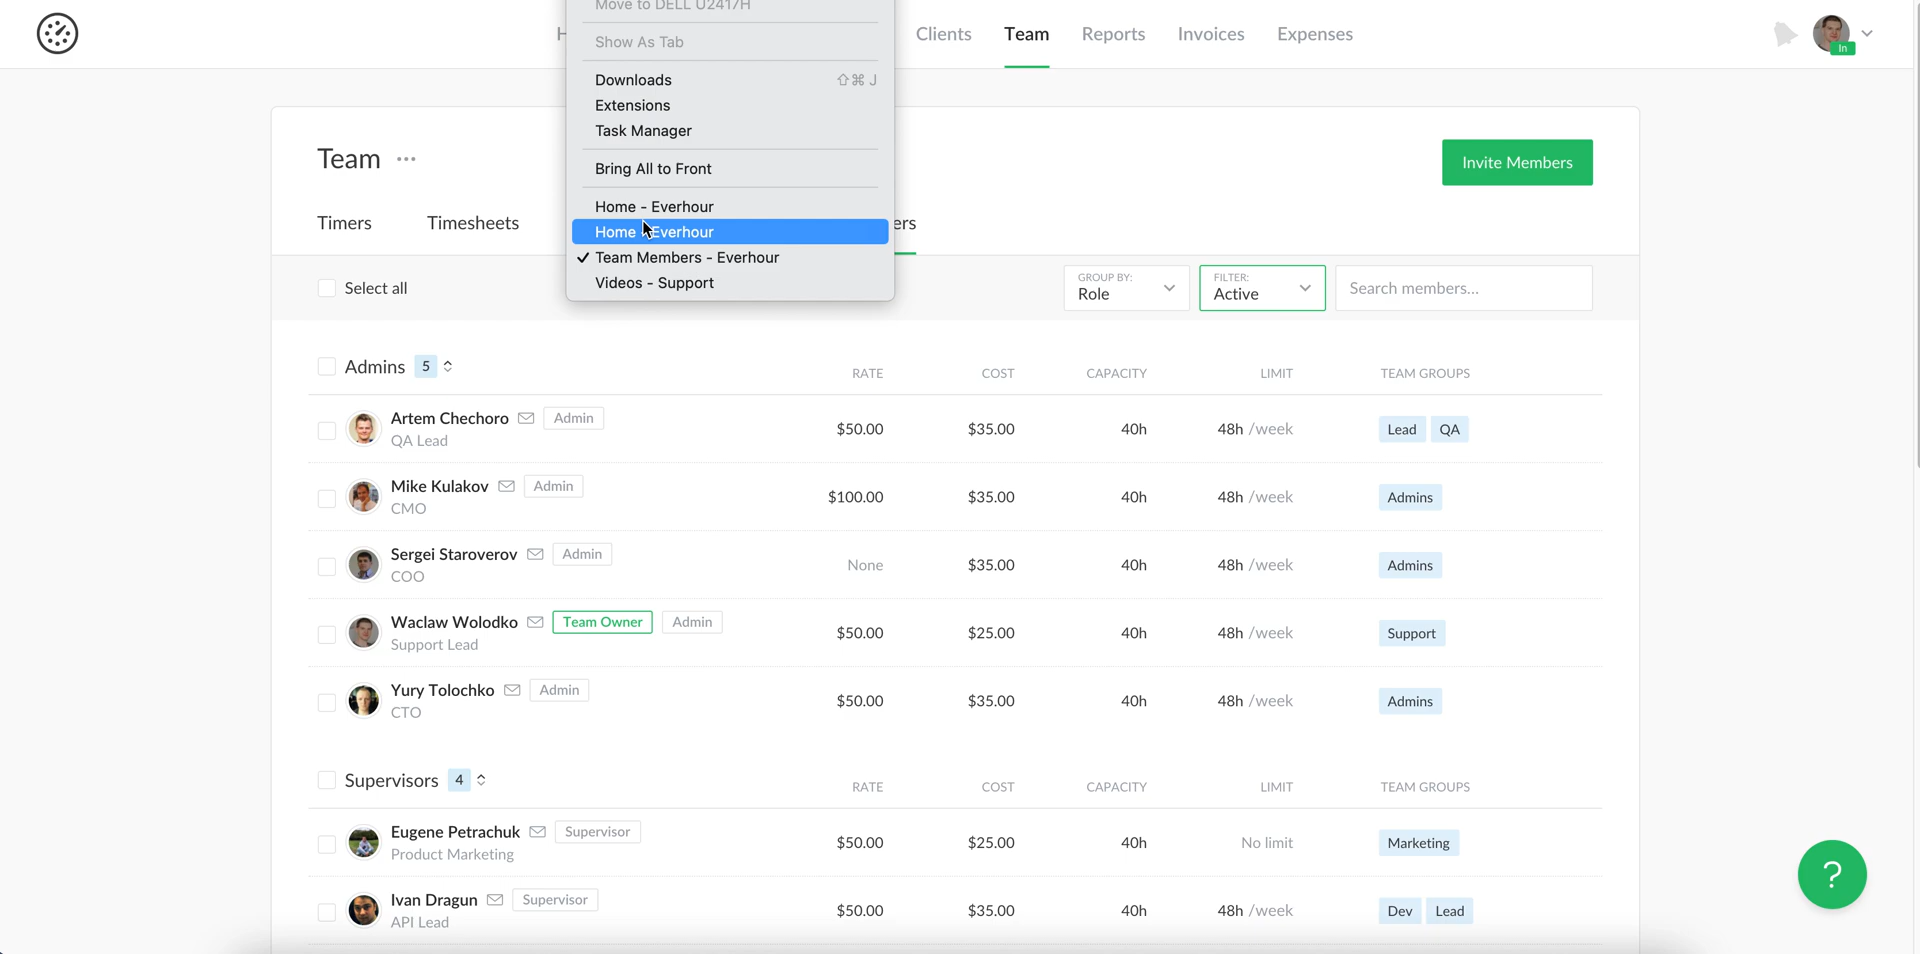 Move to DELL U2417H
Show As Tab
Downloads ⇧⌘ J
Extensions
Task Manager
Bring All to Front
Home - Everhour
Home - Everhour
✓ Team Members - Everhour
Videos - Support
H
Clients Team Reports Invoices Expenses
In
Team ...
Invite Members
Timers Timesheets ers
Select all
GROUP BY:
Role
FILTER:
Active
Search members...
Admins 5 RATE COST CAPACITY LIMIT TEAM GROUPS
Artem Chechoro Admin
QA Lead
$50.00 $35.00 40h 48h /week Lead QA
Mike Kulakov Admin
CMO
$100.00 $35.00 40h 48h /week Admins
Sergei Staroverov Admin
COO
None $35.00 40h 48h /week Admins
Waclaw Wolodko Team Owner Admin
Support Lead
$50.00 $25.00 40h 48h /week Support
Yury Tolochko Admin
CTO
$50.00 $35.00 40h 48h /week Admins
Supervisors 4 RATE COST CAPACITY LIMIT TEAM GROUPS
Eugene Petrachuk Supervisor
Product Marketing
$50.00 $25.00 40h No limit Marketing
Ivan Dragun Supervisor
API Lead
$50.00 $35.00 40h 48h /week Dev Lead
?